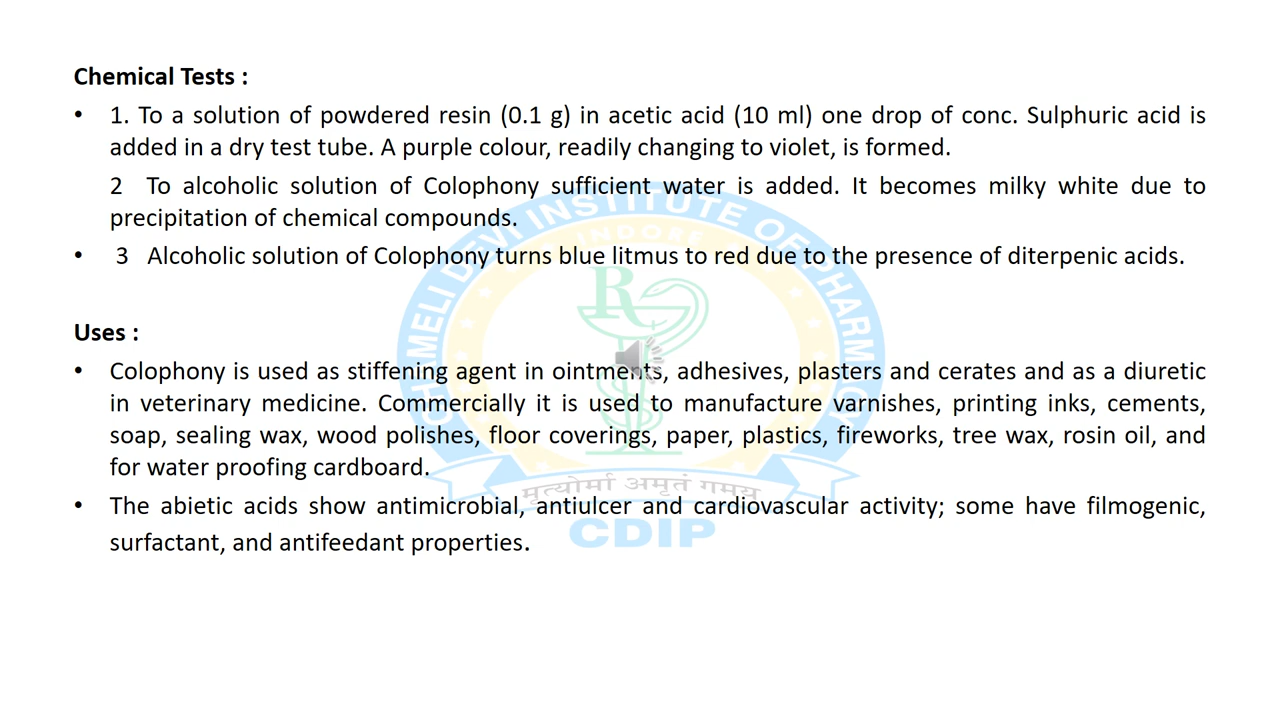 Chemical Tests :
• 1. To a solution of powdered resin (0.1 g) in acetic acid (10 ml) one drop of conc. Sulphuric acid is
added in a dry test tube. A purple colour, readily changing to violet, is formed.
2 To alcoholic solution of Colophony sufficient water is added. It becomes milky white due to
precipitation of chemical compounds.
• 3 Alcoholic solution of Colophony turns blue litmus to red due to the presence of diterpenic acids.
Uses :
• Colophony is used as stiffening agent in ointments, adhesives, plasters and cerates and as a diuretic
in veterinary medicine. Commercially it is used to manufacture varnishes, printing inks, cements,
soap, sealing wax, wood polishes, floor coverings, paper, plastics, fireworks, tree wax, rosin oil, and
for water proofing cardboard.
• The abietic acids show antimicrobial, antiulcer and cardiovascular activity; some have filmogenic,
surfactant, and antifeedant properties.
DEVI INSTITUTE OF
INDORE
मृत्योर्मा अमृतं गमय
CDIP